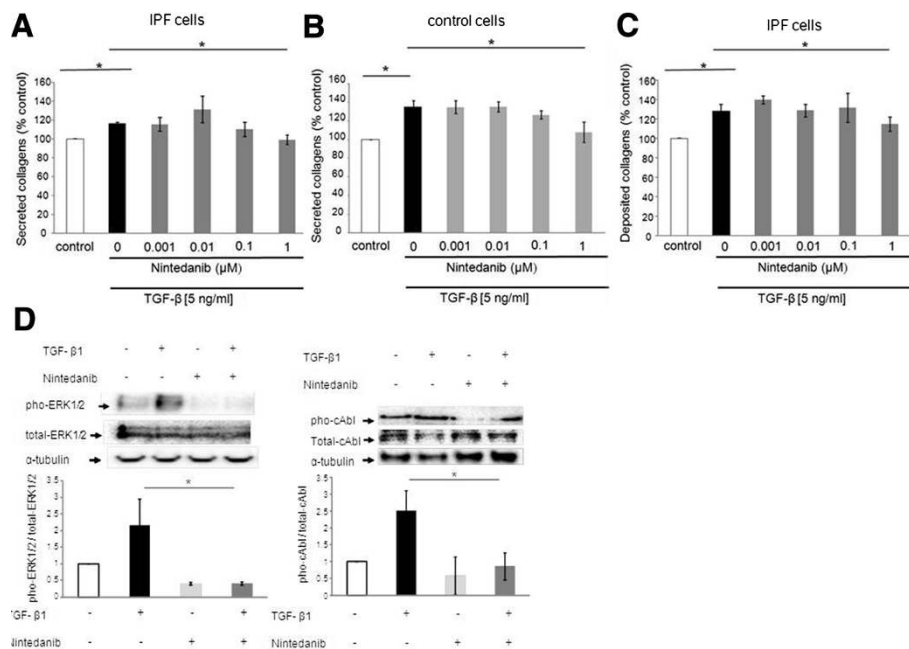 A
IPF cells
*
*
Secreted collagens (% control)
160
140
120
100
80
60
40
20
0
control
0
0.001
0.01
0.1
1
Nintedanib (μM)
TGF-β [5 ng/ml]
B
control cells
*
*
Secreted collagens (% control)
160
140
120
100
80
60
40
20
0
control
0
0.001
0.01
0.1
1
Nintedanib (μM)
TGF-β [5 ng/ml]
C
IPF cells
*
*
Deposited collagens (% control)
160
140
120
100
80
60
40
20
0
control
0
0.001
0.01
0.1
1
Nintedanib (μM)
TGF-β [5 ng/ml]
D
TGF- β1 - + - +
Nintedanib - - + +
pho-ERK1/2
total-ERK1/2
α-tubulin
pho-ERK1/2 / total-ERK1/2
3.5
3
2.5
2
1.5
1
0.5
*
TGF- β1 - + - +
Nintedanib - - + +
TGF- β1 - + - +
Nintedanib - - + +
pho-cAbl
Total-cAbl
α-tubulin
pho-cAbl/total-cAbl
3.5
3
2.5
2
1.5
1
0.5
*
TGF- β1 - + - +
Nintedanib - - + +